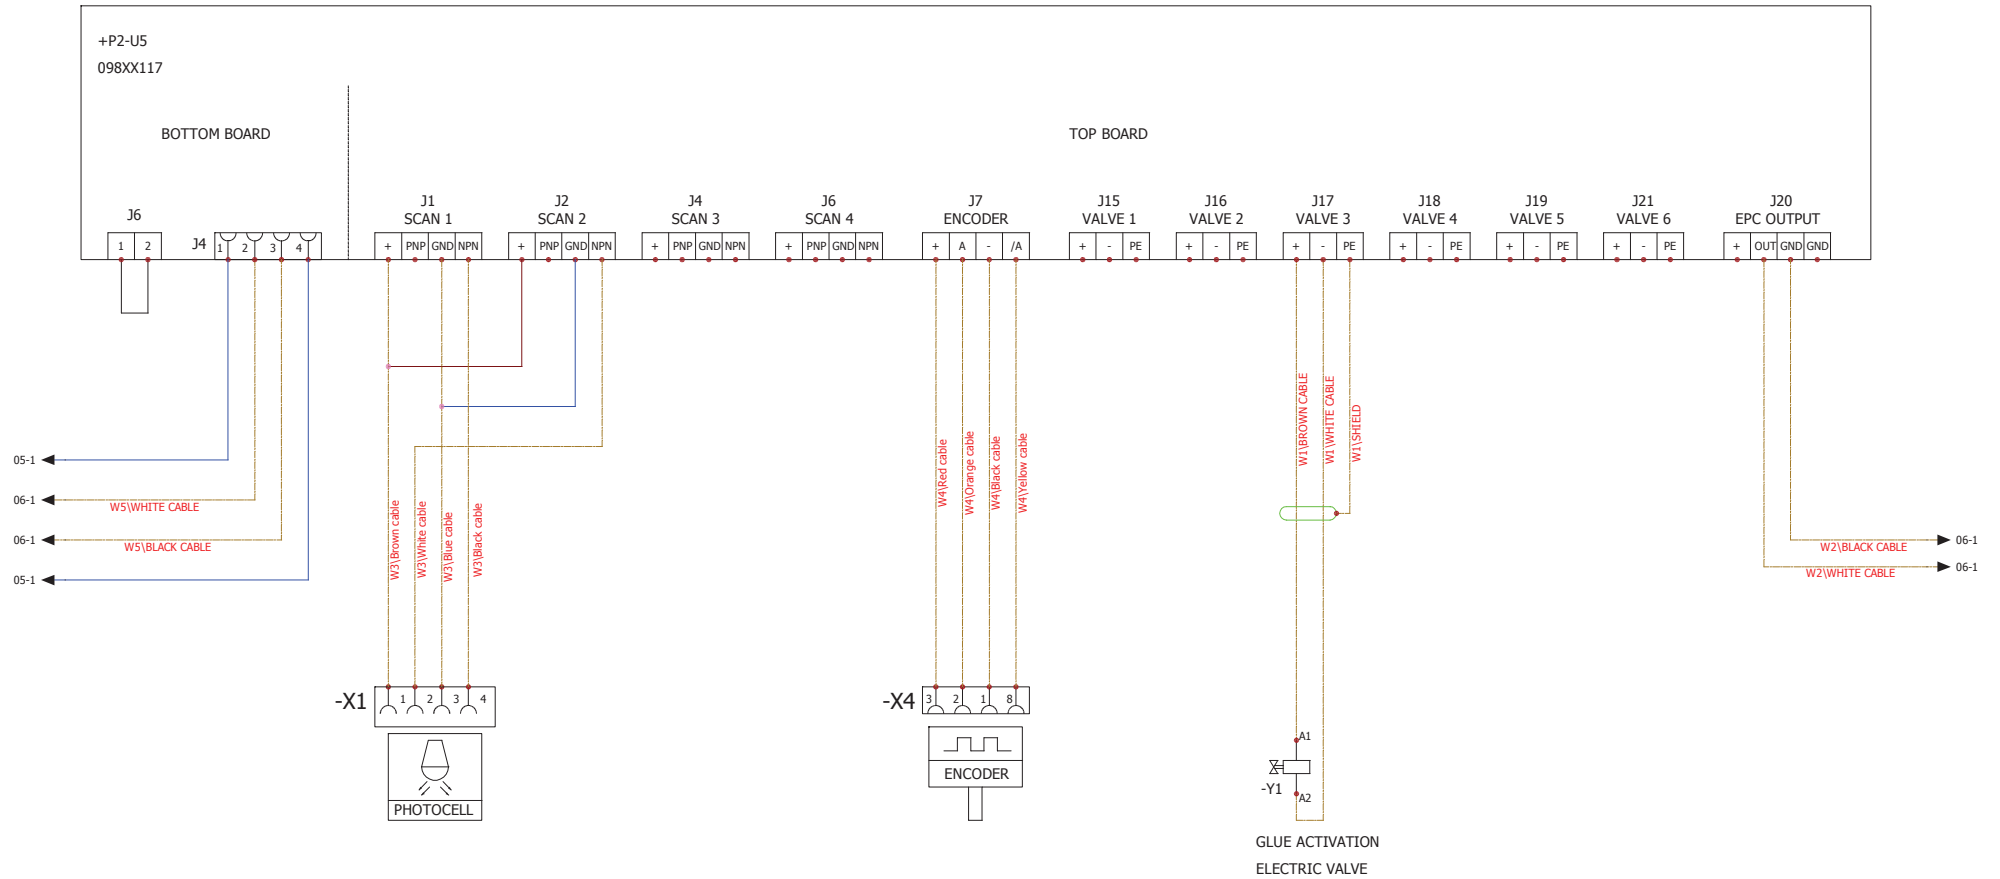 +P2-U5
098XX117
BOTTOM BOARD
TOP BOARD
J6
J4
J1
SCAN 1
J2
SCAN 2
J4
SCAN 3
J6
SCAN 4
J7
ENCODER
J15
VALVE 1
J16
VALVE 2
J17
VALVE 3
J18
VALVE 4
J19
VALVE 5
J21
VALVE 6
J20
EPC OUTPUT
1 2
1 2 3 4
+ PNP GND NPN
+ PNP GND NPN
+ PNP GND NPN
+ PNP GND NPN
+ A - /A
+ - PE
+ - PE
+ - PE
+ - PE
+ - PE
+ - PE
+ OUT GND GND
05-1
06-1
W5\WHITE CABLE
06-1
W5\BLACK CABLE
05-1
W3\Brown cable
W3\White cable
W3\Blue cable
W3\Black cable
W4\Red cable
W4\Orange cable
W4\Black cable
W4\Yellow cable
W1\BROWN CABLE
W1\WHITE CABLE
W1\SHIELD
W2\BLACK CABLE
06-1
W2\WHITE CABLE
06-1
-X1
1 2 3 4
PHOTOCELL
-X4
3 2 1 8
ENCODER
A1
-Y1
A2
GLUE ACTIVATION
ELECTRIC VALVE